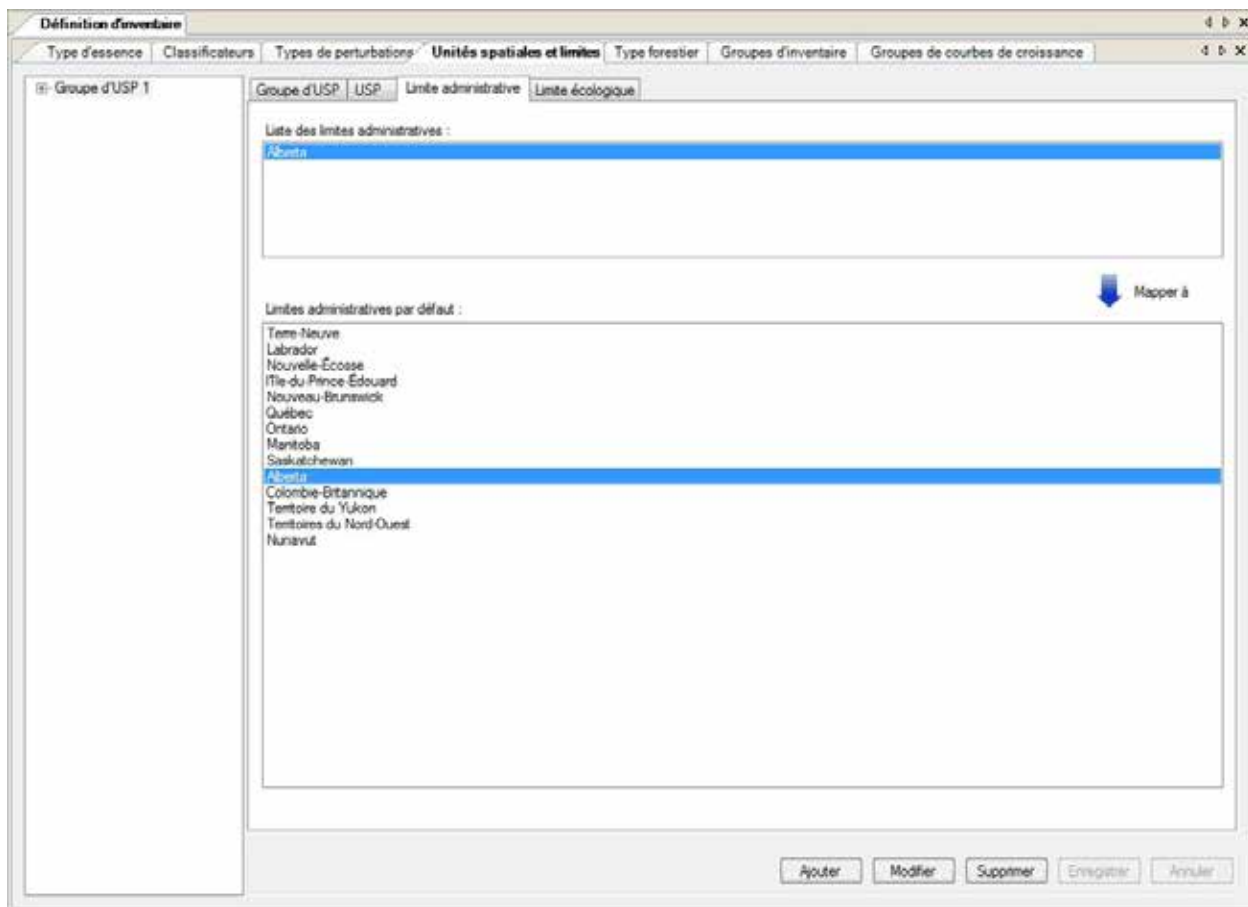 Définition d'inventaire
Type d'essence Classificateurs Types de perturbations Unités spatiales et limites Type forestier Groupes d'inventaire Groupes de courbes de croissance
Groupe d'USP 1
Groupe d'USP USP Limite administrative Limite écologique
Liste des limites administratives :
Alberta
Mapper à
Limites administratives par défaut :
Terre-Neuve
Labrador
Nouvelle-Écosse
ITle-du-Prince-Édouard
Nouveau-Brunswick
Québec
Ontario
Manitoba
Saskatchewan
Alberta
Colombie-Britannique
Territoire du Yukon
Territoires du Nord-Ouest
Nunavut
Ajouter Modifier Supprimer Enregistrer Annuler